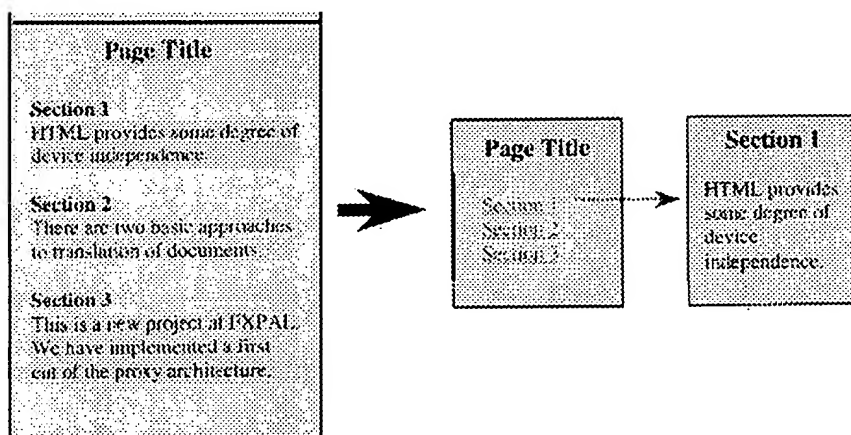 Page Title
Section 1
HTML provides some degree of
device independence.
Section 2
There are two basic approaches
to translation of documents.
Section 3
This is a new project at FXPAL.
We have implemented a first
cut of the proxy architecture.
Page Title
Section 1
Section 2
Section 3
Section 1
HTML provides
some degree of
device
independence.